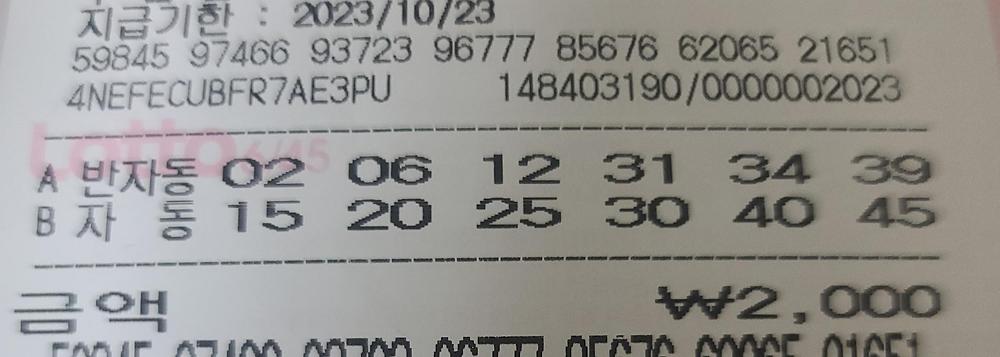 지급기한 : 2023/10/23
59845 97466 93723 96777 85676 62065 21651
4NEFECUBFR7AE3PU 148403190/0000002023
Lotto6/45
A 반자동 02 06 12 31 34 39
B 자 동 15 20 25 30 40 45
금액 ₩2,000